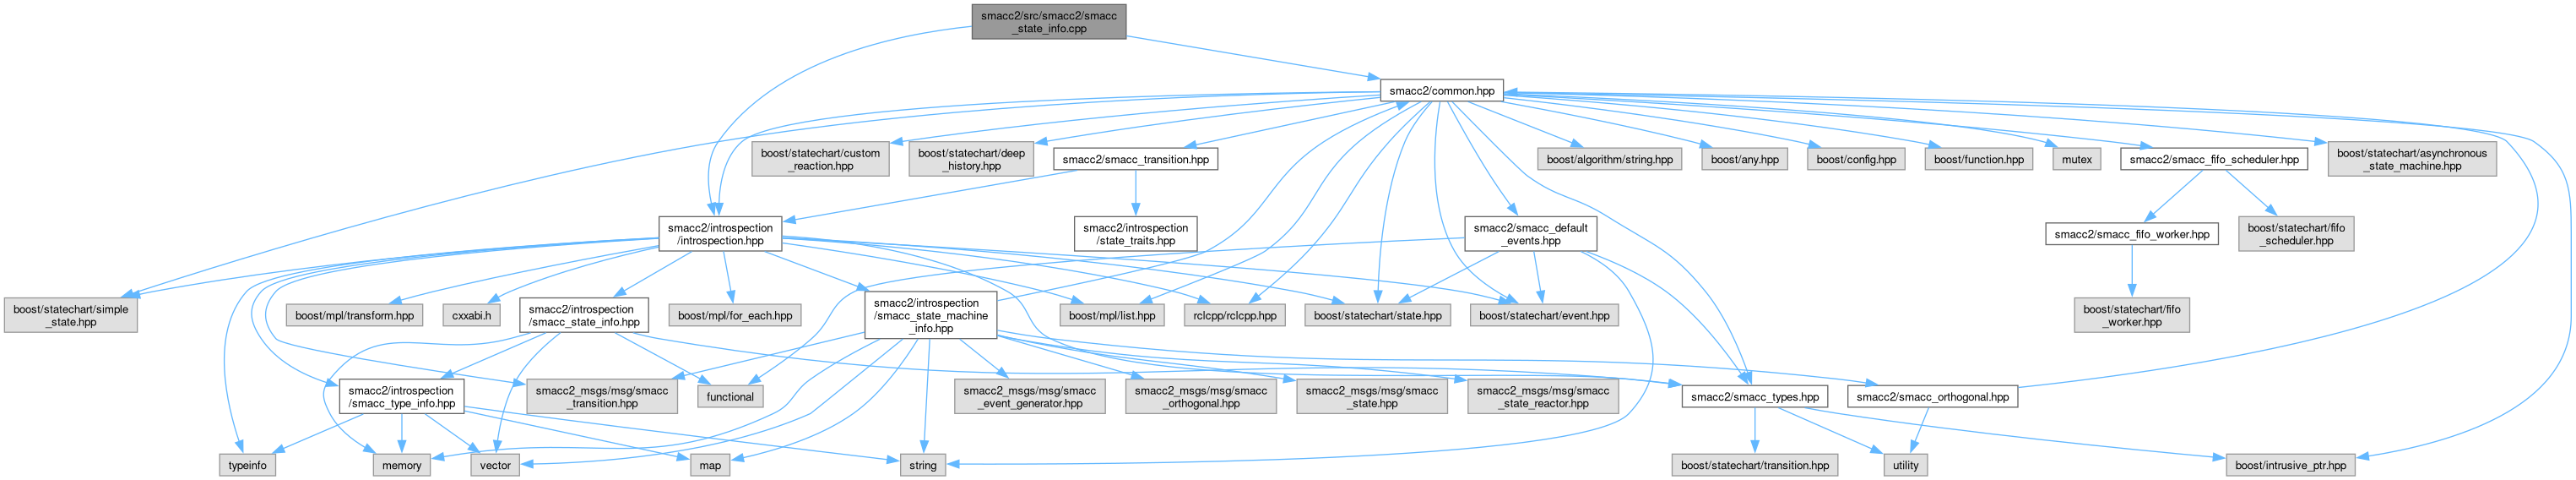 smacc2/src/smacc2/smacc
_state_info.cpp
smacc2/common.hpp
boost/statechart/custom
_reaction.hpp
boost/statechart/deep
_history.hpp
smacc2/smacc_transition.hpp
boost/algorithm/string.hpp
boost/any.hpp
boost/config.hpp
boost/function.hpp
mutex
smacc2/smacc_fifo_scheduler.hpp
boost/statechart/asynchronous
_state_machine.hpp
smacc2/introspection
/introspection.hpp
smacc2/introspection
/state_traits.hpp
smacc2/smacc_default
_events.hpp
smacc2/smacc_fifo_worker.hpp
boost/statechart/fifo
_scheduler.hpp
boost/statechart/simple
_state.hpp
boost/mpl/transform.hpp
cxxabi.h
smacc2/introspection
/smacc_state_info.hpp
boost/mpl/for_each.hpp
smacc2/introspection
/smacc_state_machine
_info.hpp
boost/mpl/list.hpp
rclcpp/rclcpp.hpp
boost/statechart/state.hpp
boost/statechart/event.hpp
boost/statechart/fifo
_worker.hpp
smacc2/introspection
/smacc_type_info.hpp
smacc2_msgs/msg/smacc
_transition.hpp
functional
smacc2_msgs/msg/smacc
_event_generator.hpp
smacc2_msgs/msg/smacc
_orthogonal.hpp
smacc2_msgs/msg/smacc
_state.hpp
smacc2_msgs/msg/smacc
_state_reactor.hpp
smacc2/smacc_types.hpp
smacc2/smacc_orthogonal.hpp
typeinfo
memory
vector
map
string
boost/statechart/transition.hpp
utility
boost/intrusive_ptr.hpp